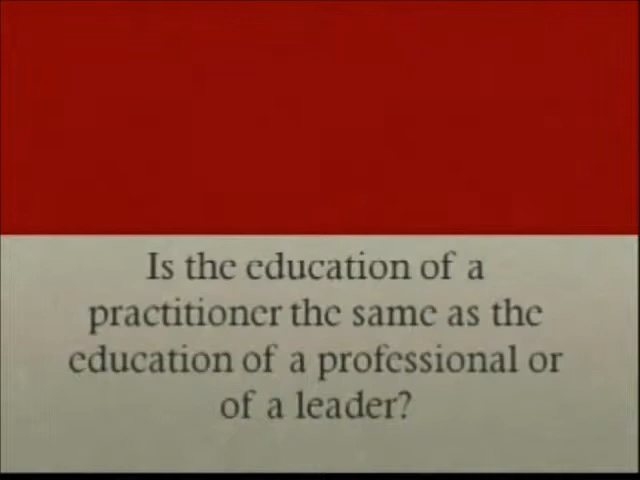 Is the education of a
practitioner the same as the
education of a professional or
of a leader?